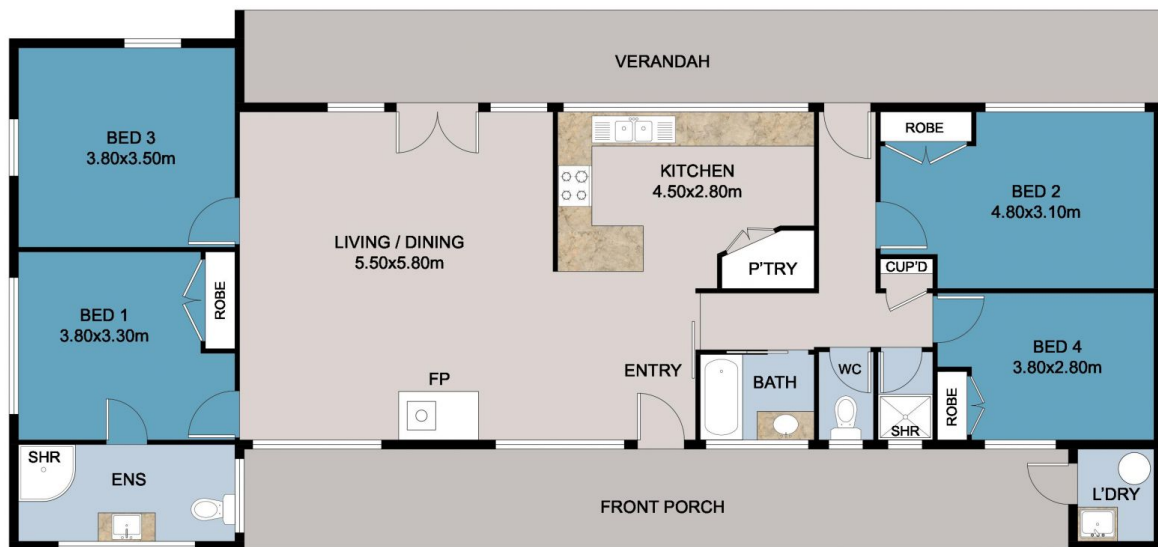 VERANDAH
BED 3
3.80x3.50m
ROBE
KITCHEN
4.50x2.80m
BED 2
4.80x3.10m
LIVING / DINING
5.50x5.80m
P'TRY
CUP'D
BED 1
3.80x3.30m
ROBE
BED 4
3.80x2.80m
FP
ENTRY
BATH
WC
ROBE
SHR
SHR
ENS
FRONT PORCH
L'DRY